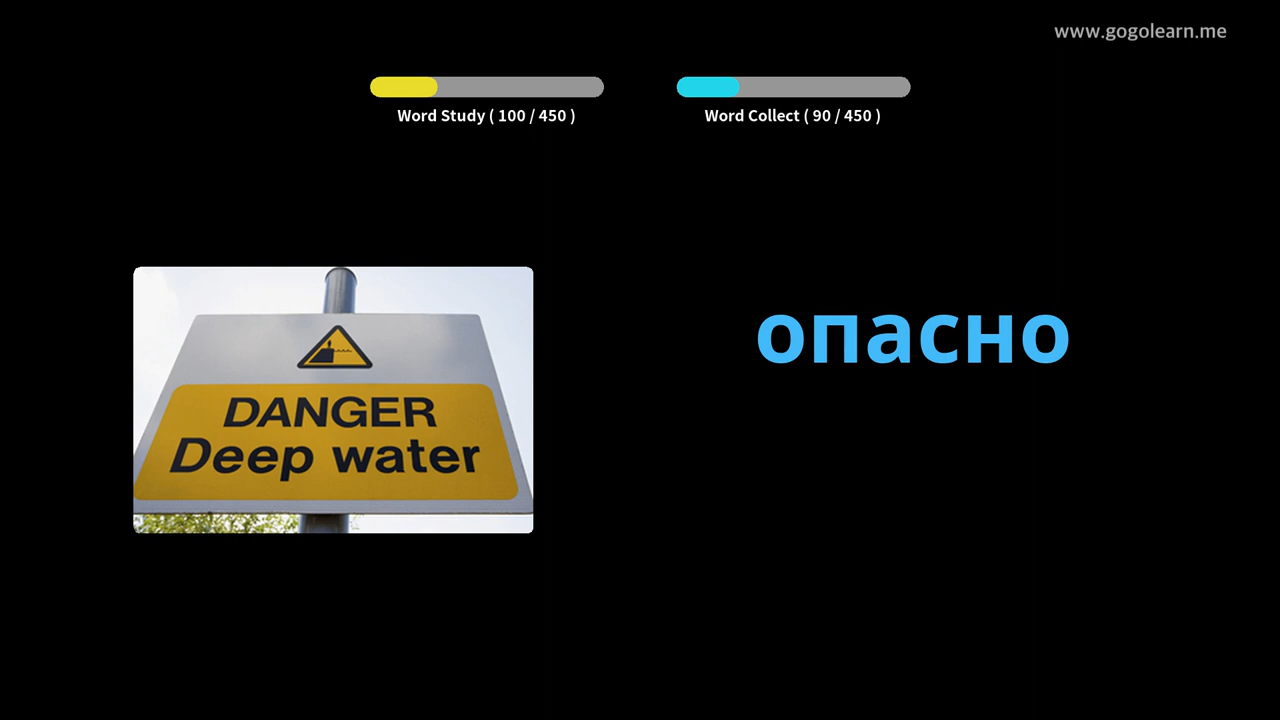 www.gogolearn.me
Word Study ( 100 / 450 )
Word Collect ( 90 / 450 )
опасно
DANGER
Deep water